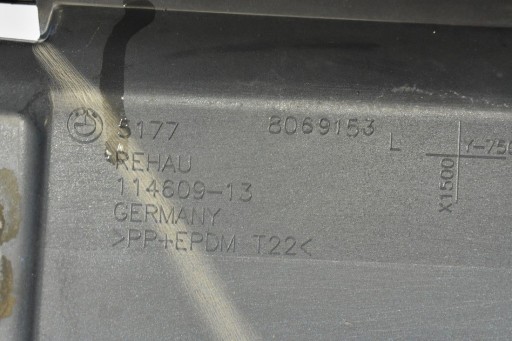 5177 8069153 L
REHAU
114609-13
GERMANY
>PP+EPDM T22<
X1500
Y-750